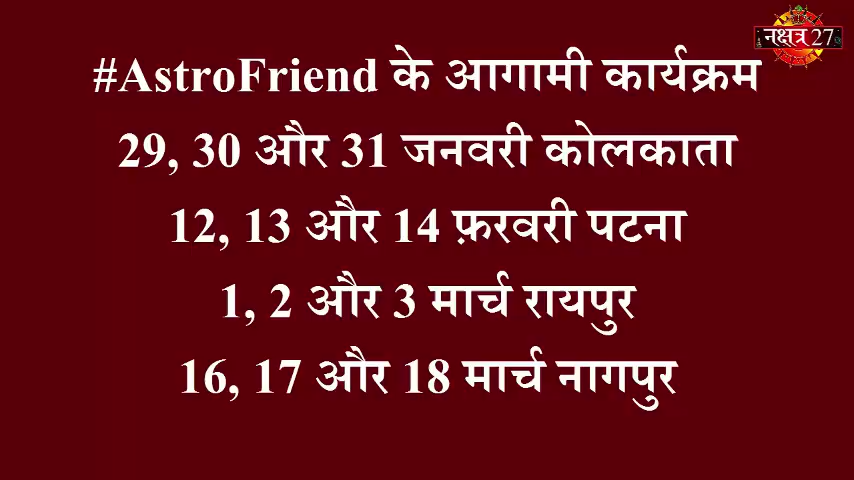 नक्षत्र 27
#AstroFriend के आगामी कार्यक्रम
29, 30 और 31 जनवरी कोलकाता
12, 13 और 14 फ़रवरी पटना
1, 2 और 3 मार्च रायपुर
16, 17 और 18 मार्च नागपुर